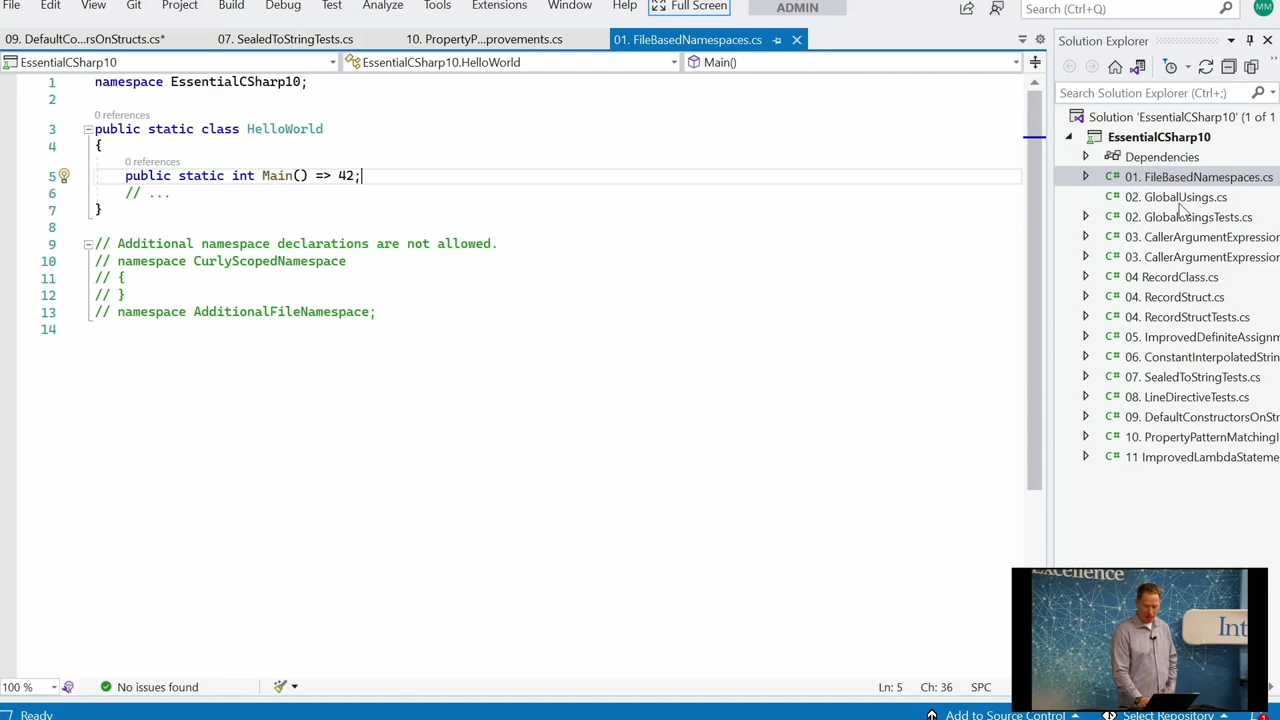 File Edit View Git Project Build Debug Test Analyze Tools Extensions Window Help Full Screen ADMIN Search (Ctrl+Q) MM
09. DefaultCo...rsOnStructs.cs* 07. SealedToStringTests.cs 10. PropertyP...provements.cs 01. FileBasedNamespaces.cs
EssentialCSharp10 EssentialCSharp10.HelloWorld Main()
1 namespace EssentialCSharp10;
2
0 references
3 public static class HelloWorld
4 {
0 references
5 public static int Main() => 42;
6 // ...
7 }
8
9 // Additional namespace declarations are not allowed.
10 // namespace CurlyScopedNamespace
11 // {
12 // }
13 // namespace AdditionalFileNamespace;
14
100 % No issues found Ln: 5 Ch: 36 SPC
Ready Add to Source Control Select Repository
Solution Explorer
Search Solution Explorer (Ctrl+;)
Solution 'EssentialCSharp10' (1 of 1
EssentialCSharp10
Dependencies
01. FileBasedNamespaces.cs
02. GlobalUsings.cs
02. GlobalUsingsTests.cs
03. CallerArgumentExpression
03. CallerArgumentExpression
04 RecordClass.cs
04. RecordStruct.cs
04. RecordStructTests.cs
05. ImprovedDefiniteAssignm
06. ConstantInterpolatedStrin
07. SealedToStringTests.cs
08. LineDirectiveTests.cs
09. DefaultConstructorsOnStr
10. PropertyPatternMatchingI
11 ImprovedLambdaStateme
Excellence
Int